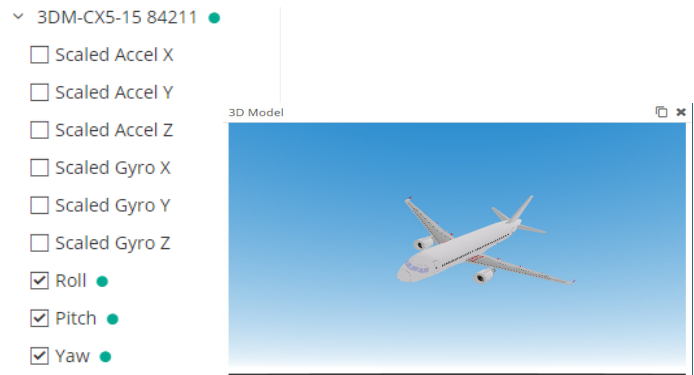 3DM-CX5-15 84211
Scaled Accel X
Scaled Accel Y
Scaled Accel Z
3D Model
Scaled Gyro X
Scaled Gyro Y
Scaled Gyro Z
Roll
Pitch
Yaw